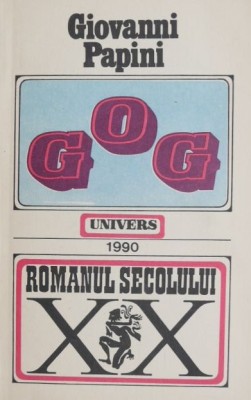 Giovanni
Papini
GOG
UNIVERS
1990
ROMANUL SECOLULUI
XX